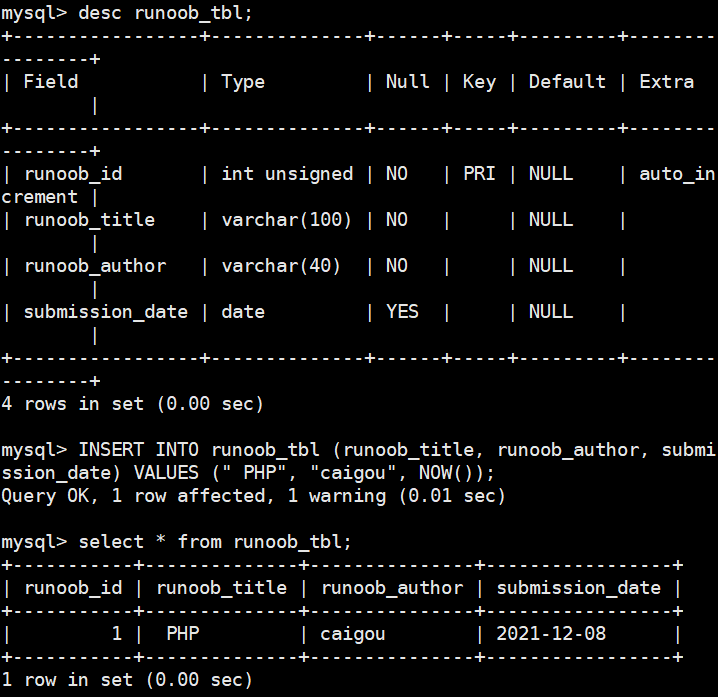 mysql> desc runoob_tbl;
+-----------------+--------------+------+-----+---------+--------
--------+
| Field           | Type         | Null | Key | Default | Extra
        |
+-----------------+--------------+------+-----+---------+--------
--------+
| runoob_id       | int unsigned | NO   | PRI | NULL    | auto_in
crement |
| runoob_title    | varchar(100) | NO   |     | NULL    |
        |
| runoob_author   | varchar(40)  | NO   |     | NULL    |
        |
| submission_date | date         | YES  |     | NULL    |
        |
+-----------------+--------------+------+-----+---------+--------
--------+
4 rows in set (0.00 sec)

mysql> INSERT INTO runoob_tbl (runoob_title, runoob_author, submi
ssion_date) VALUES (" PHP", "caigou", NOW());
Query OK, 1 row affected, 1 warning (0.01 sec)

mysql> select * from runoob_tbl;
+-----------+--------------+---------------+-----------------+
| runoob_id | runoob_title | runoob_author | submission_date |
+-----------+--------------+---------------+-----------------+
|         1 |  PHP         | caigou        | 2021-12-08      |
+-----------+--------------+---------------+-----------------+
1 row in set (0.00 sec)